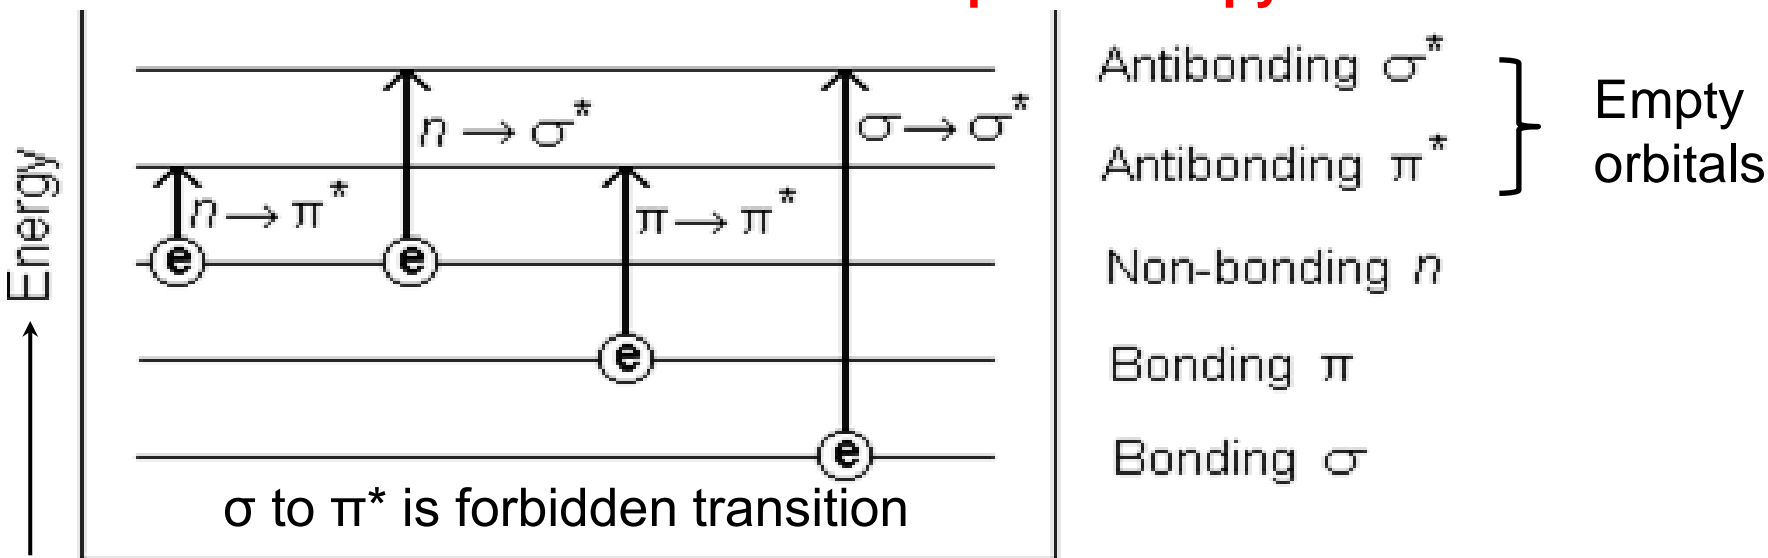 Antibonding σ*
n → σ*
σ → σ*
Empty
orbitals
Antibonding π*
n → π*
π → π*
Energy
e
e
Non-bonding n
e
Bonding π
e
Bonding σ
σ to π* is forbidden transition